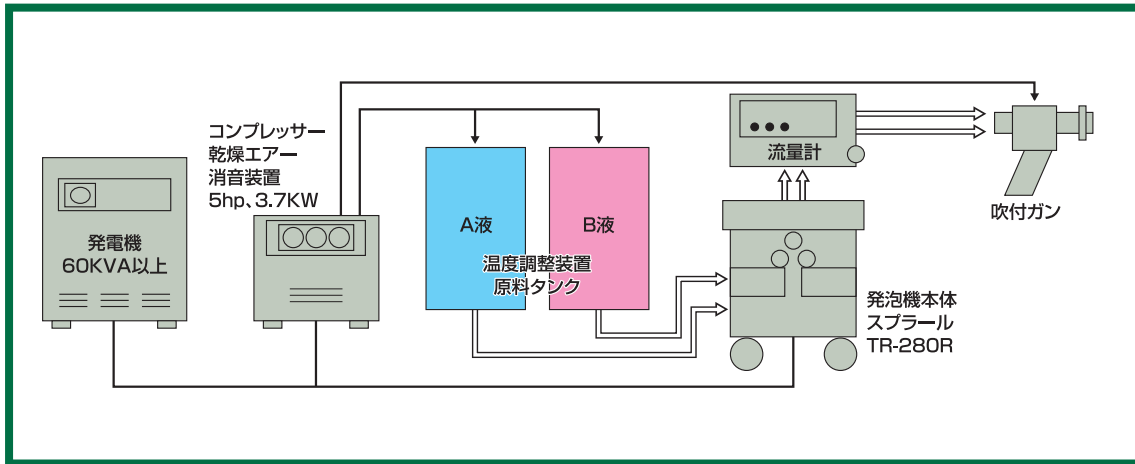 発電機
60KVA以上
コンプレッサー
乾燥エアー
消音装置
5hp、3.7KW
A液
B液
温度調整装置
原料タンク
流量計
発泡機本体
スプラール
TR-280R
吹付ガン